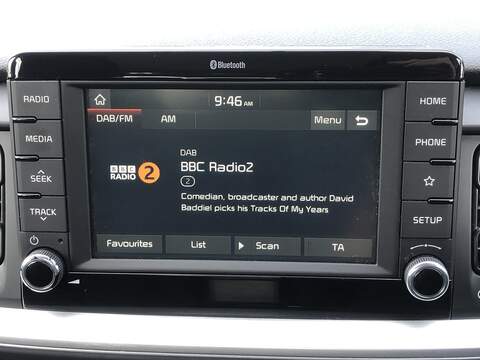 Bluetooth
RADIO
MEDIA
SEEK
TRACK
9:46 AM
DAB/FM
AM
Menu
BBC
RADIO 2
DAB
BBC Radio2
2
Comedian, broadcaster and author David
Baddiel picks his Tracks Of My Years
Favourites
List
Scan
TA
HOME
PHONE
SETUP